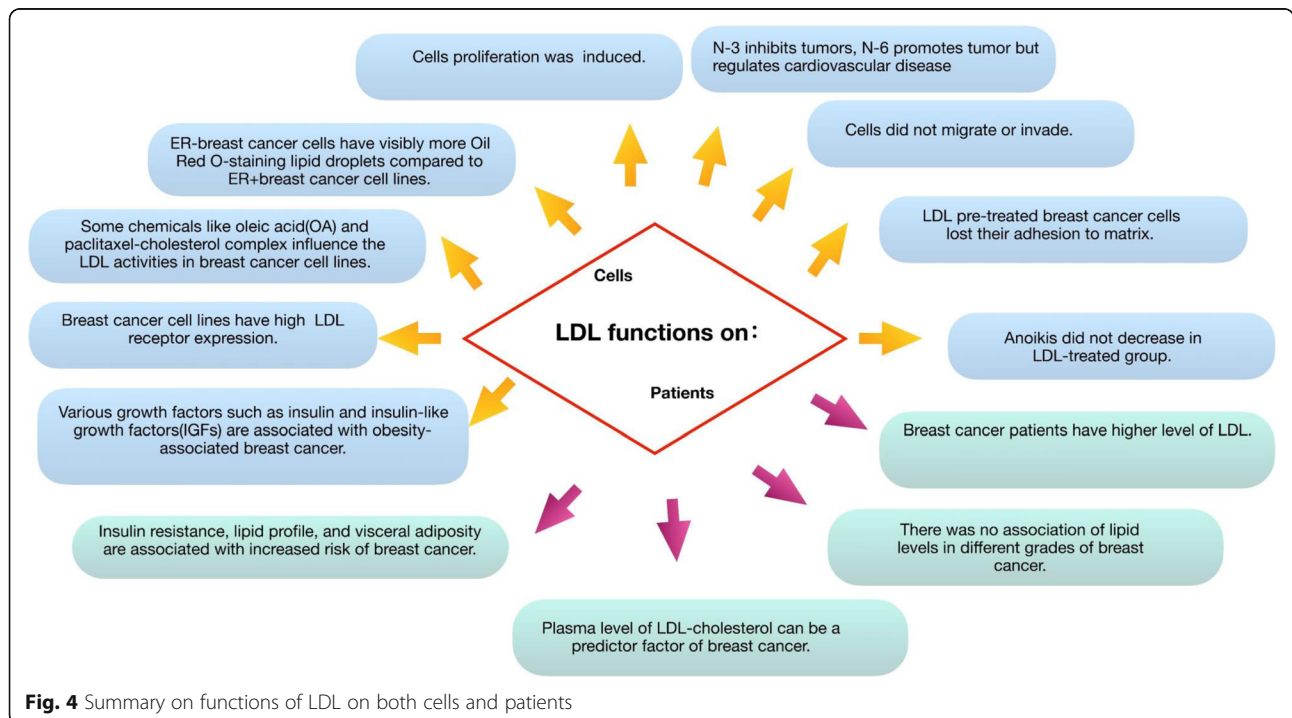 Cells proliferation was induced.
N-3 inhibits tumors, N-6 promotes tumor but
regulates cardiovascular disease
Cells did not migrate or invade.
ER-breast cancer cells have visibly more Oil
Red O-staining lipid droplets compared to
ER+breast cancer cell lines.
LDL pre-treated breast cancer cells
lost their adhesion to matrix.
Some chemicals like oleic acid(OA) and
paclitaxel-cholesterol complex influence the
LDL activities in breast cancer cell lines.
Cells
LDL functions on:
Patients
Breast cancer cell lines have high LDL
receptor expression.
Anoikis did not decrease in
LDL-treated group.
Various growth factors such as insulin and insulin-like
growth factors(IGFs) are associated with obesity-
associated breast cancer.
Breast cancer patients have higher level of LDL.
Insulin resistance, lipid profile, and visceral adiposity
are associated with increased risk of breast cancer.
There was no association of lipid
levels in different grades of breast
cancer.
Plasma level of LDL-cholesterol can be a
predictor factor of breast cancer.
Fig. 4 Summary on functions of LDL on both cells and patients